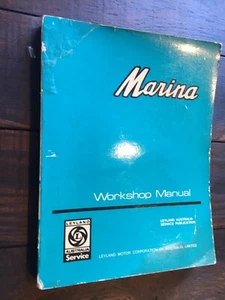 Marina
Workshop Manual
LEYLAND AUSTRALIA
SERVICE PUBLICATION
LEYLAND
L
AUSTRALIA
Service
LEYLAND MOTOR CORPORATION OF AUSTRALIA LIMITED